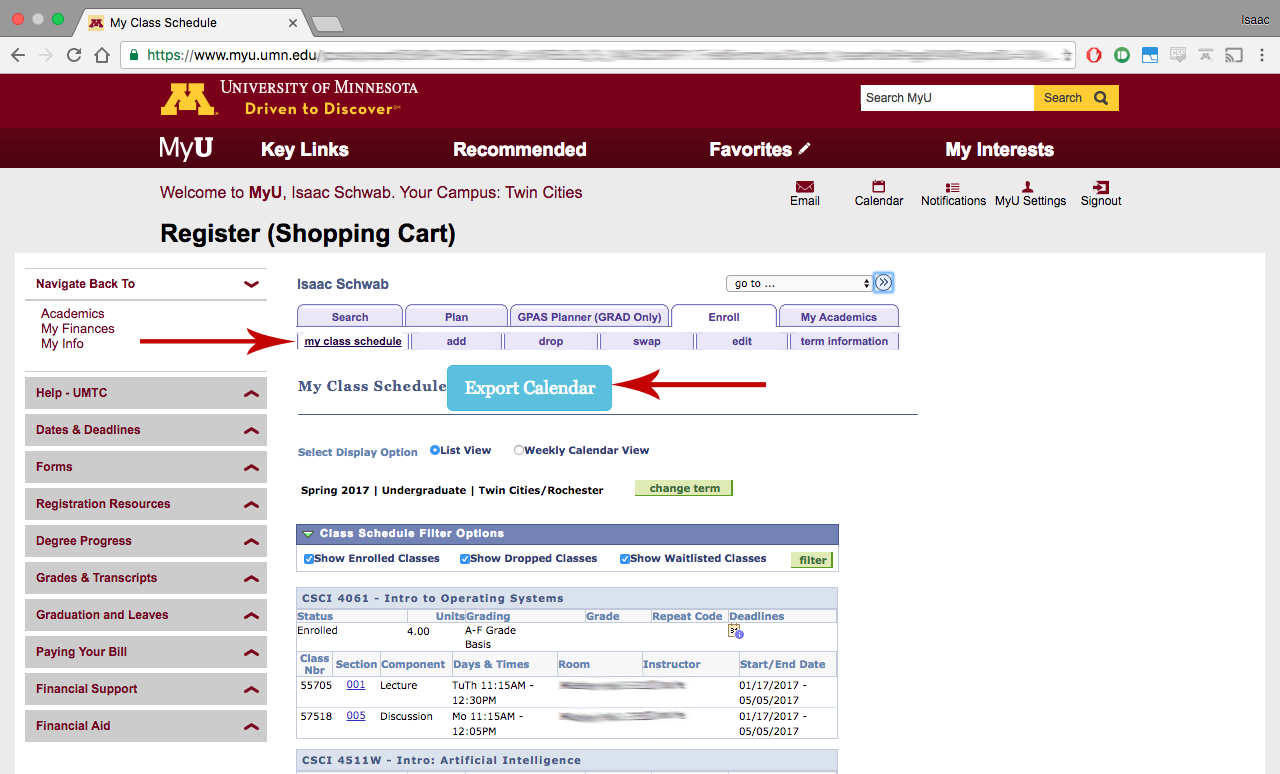 My Class Schedule
Isaac
https://www.myu.umn.edu/
UNIVERSITY OF MINNESOTA
Driven to Discover℠
Search MyU
Search
MyU
Key Links
Recommended
Favorites
My Interests
Welcome to MyU, Isaac Schwab. Your Campus: Twin Cities
Email
Calendar
Notifications
MyU Settings
Signout
Register (Shopping Cart)
Navigate Back To
Academics
My Finances
My Info
Help - UMTC
Dates & Deadlines
Forms
Registration Resources
Degree Progress
Grades & Transcripts
Graduation and Leaves
Paying Your Bill
Financial Support
Financial Aid
Isaac Schwab
go to ...
Search
Plan
GPAS Planner (GRAD Only)
Enroll
My Academics
my class schedule
add
drop
swap
edit
term information
My Class Schedule
Export Calendar
Select Display Option
List View
Weekly Calendar View
Spring 2017 | Undergraduate | Twin Cities/Rochester
change term
Class Schedule Filter Options
Show Enrolled Classes
Show Dropped Classes
Show Waitlisted Classes
filter
CSCI 4061 - Intro to Operating Systems
Status Units Grading Grade Repeat Code Deadlines
Enrolled 4.00 A-F Grade
Basis
Class
Nbr Section Component Days & Times Room Instructor Start/End Date
55705 001 Lecture TuTh 11:15AM - 01/17/2017 -
12:30PM 05/05/2017
57518 005 Discussion Mo 11:15AM - 01/17/2017 -
12:05PM 05/05/2017
CSCI 4511W - Intro: Artificial Intelligence